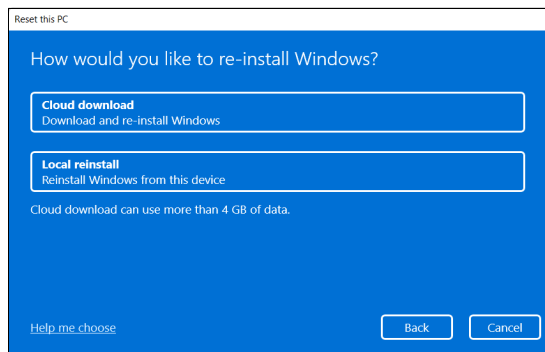 Reset this PC
How would you like to re-install Windows?
Cloud download
Download and re-install Windows
Local reinstall
Reinstall Windows from this device
Cloud download can use more than 4 GB of data.
Help me choose
Back
Cancel